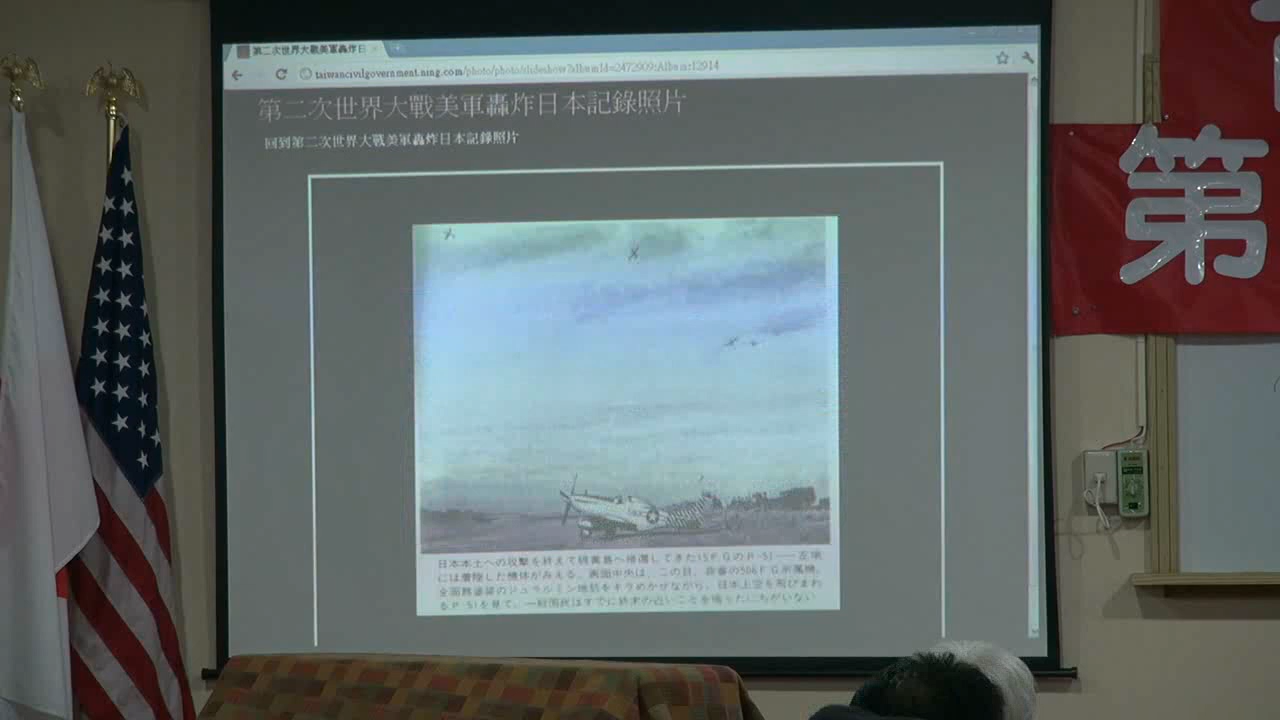 第二次世界大戰美軍轟炸日
taiwancivilgovernment.ning.com/photo/photo/slideshow?albumId=2472909:Album:12914
第二次世界大戰美軍轟炸日本記錄照片
回到第二次世界大戰美軍轟炸日本記錄照片
第
日本本土への攻撃を終えて硫黄島へ帰還してきた15FGのP-51——左端
には着陸した機体がみえる。画面中央は、この日、非番の506FG所属機。
全面無塗装のジュラルミン地肌をキラめかせながら、日本上空を飛びまわ
るP-51を見て、一般国民はすでに終末の近いことを悟ったにちがいない